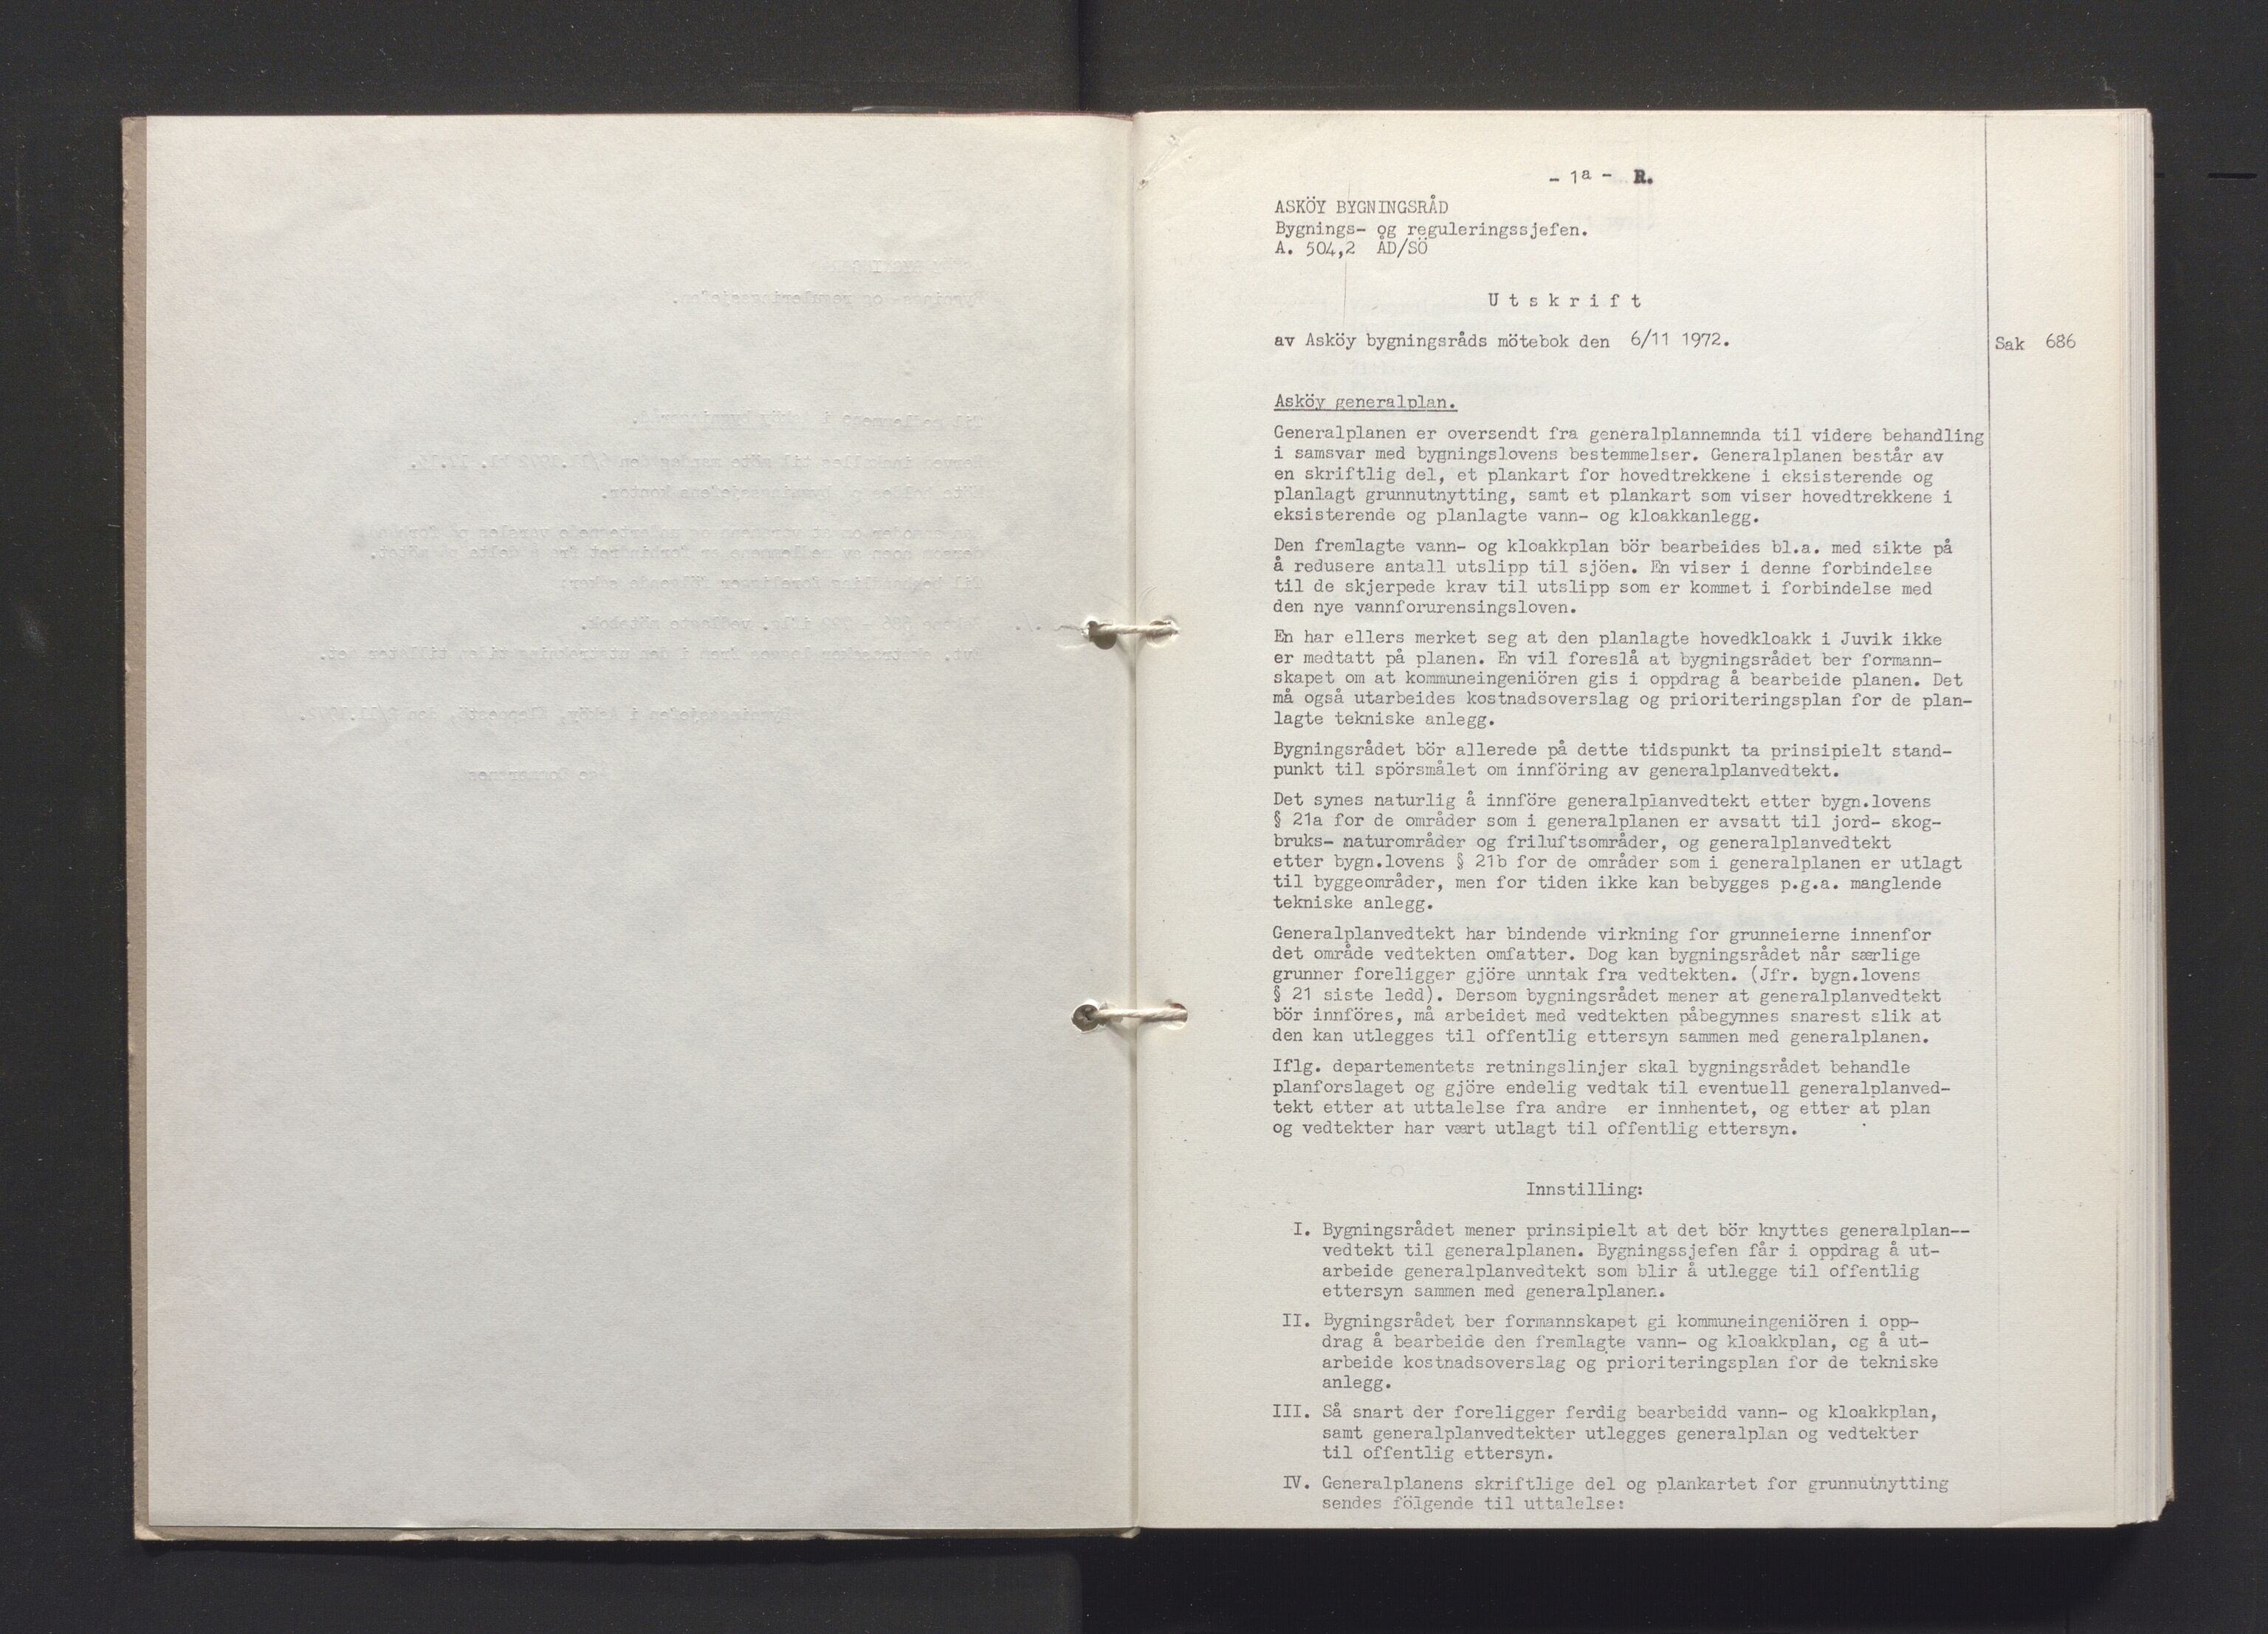 - 1a - R.
ASKÖY BYGNINGSRÅD
Bygnings- og reguleringssjefen.
A. 504,2 ÅD/SÖ
Utskrift
av Asköy bygningsråds mötebok den 6/11 1972.
Sak 686
Asköy generalplan.
Generalplanen er oversendt fra generalplannemnda til videre behandling
i samsvar med bygningslovens bestemmelser. Generalplanen består av
en skriftlig del, et plankart for hovedtrekkene i eksisterende og
planlagt grunnutnytting, samt et plankart som viser hovedtrekkene i
eksisterende og planlagte vann- og kloakkanlegg.
Den fremlagte vann- og kloakkplan bör bearbeides bl.a. med sikte på
å redusere antall utslipp til sjöen. En viser i denne forbindelse
til de skjerpede krav til utslipp som er kommet i forbindelse med
den nye vannforurensingsloven.
En har ellers merket seg at den planlagte hovedkloakk i Juvik ikke
er medtatt på planen. En vil foreslå at bygningsrådet ber formann-
skapet om at kommuneingeniören gis i oppdrag å bearbeide planen. Det
må også utarbeides kostnadsoverslag og prioriteringsplan for de plan-
lagte tekniske anlegg.
Bygningsrådet bör allerede på dette tidspunkt ta prinsipielt stand-
punkt til spörsmålet om innföring av generalplanvedtekt.
Det synes naturlig å innföre generalplanvedtekt etter bygn.lovens
§ 21a for de områder som i generalplanen er avsatt til jord- skog-
bruks- naturområder og friluftsområder, og generalplanvedtekt
etter bygn.lovens § 21b for de områder som i generalplanen er utlagt
til byggeområder, men for tiden ikke kan bebygges p.g.a. manglende
tekniske anlegg.
Generalplanvedtekt har bindende virkning for grunneierne innenfor
det område vedtekten omfatter. Dog kan bygningsrådet når særlige
grunner foreligger gjöre unntak fra vedtekten. (Jfr. bygn.lovens
§ 21 siste ledd). Dersom bygningsrådet mener at generalplanvedtekt
bör innföres, må arbeidet med vedtekten påbegynnes snarest slik at
den kan utlegges til offentlig ettersyn sammen med generalplanen.
Iflg. departementets retningslinjer skal bygningsrådet behandle
planforslaget og gjöre endelig vedtak til eventuell generalplanved-
tekt etter at uttalelse fra andre er innhentet, og etter at plan
og vedtekter har vært utlagt til offentlig ettersyn.
Innstilling:
I. Bygningsrådet mener prinsipielt at det bör knyttes generalplan--
vedtekt til generalplanen. Bygningssjefen får i oppdrag å ut-
arbeide generalplanvedtekt som blir å utlegge til offentlig
ettersyn sammen med generalplanen.
II. Bygningsrådet ber formannskapet gi kommuneingeniören i opp-
drag å bearbeide den fremlagte vann- og kloakkplan, og å ut-
arbeide kostnadsoverslag og prioriteringsplan for de tekniske
anlegg.
III. Så snart der foreligger ferdig bearbeidd vann- og kloakkplan,
samt generalplanvedtekter utlegges generalplan og vedtekter
til offentlig ettersyn.
IV. Generalplanens skriftlige del og plankartet for grunnutnytting
sendes fölgende til uttalelse: